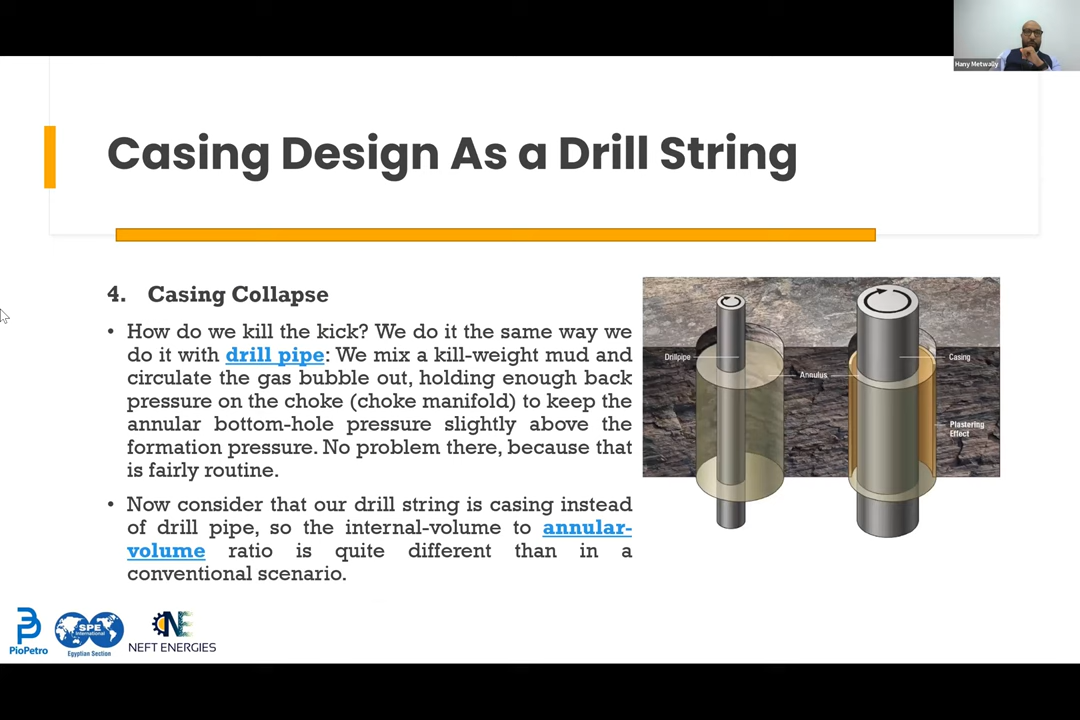 Hany Metwally
Casing Design As a Drill String
4. Casing Collapse
• How do we kill the kick? We do it the same way we
do it with drill pipe: We mix a kill-weight mud and
circulate the gas bubble out, holding enough back
pressure on the choke (choke manifold) to keep the
annular bottom-hole pressure slightly above the
formation pressure. No problem there, because that
is fairly routine.
• Now consider that our drill string is casing instead
of drill pipe, so the internal-volume to annular-
volume ratio is quite different than in a
conventional scenario.
Drillpipe
Annulus
Casing
Plastering
Effect
PioPetro
SPE
International
Egyptian Section
NE
NEFT ENERGIES